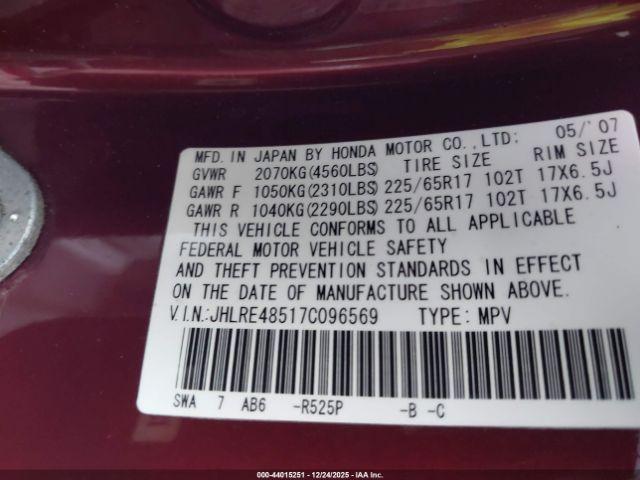 MFD. IN JAPAN BY HONDA MOTOR CO.,LTD: 05/'07
GVWR 2070KG(4560LBS) TIRE SIZE RIM SIZE
GAWR F 1050KG(2310LBS) 225/65R17 102T 17X6.5J
GAWR R 1040KG(2290LBS) 225/65R17 102T 17X6.5J
THIS VEHICLE CONFORMS TO ALL APPLICABLE
FEDERAL MOTOR VEHICLE SAFETY
AND THEFT PREVENTION STANDARDS IN EFFECT
ON THE DATE OF MANUFACTURE SHOWN ABOVE.
V.I.N.:JHLRE48517C096569 TYPE: MPV
SWA 7 AB6 -R525P -B -C
000-44015251 - 12/24/2025 - IAAI Corp.